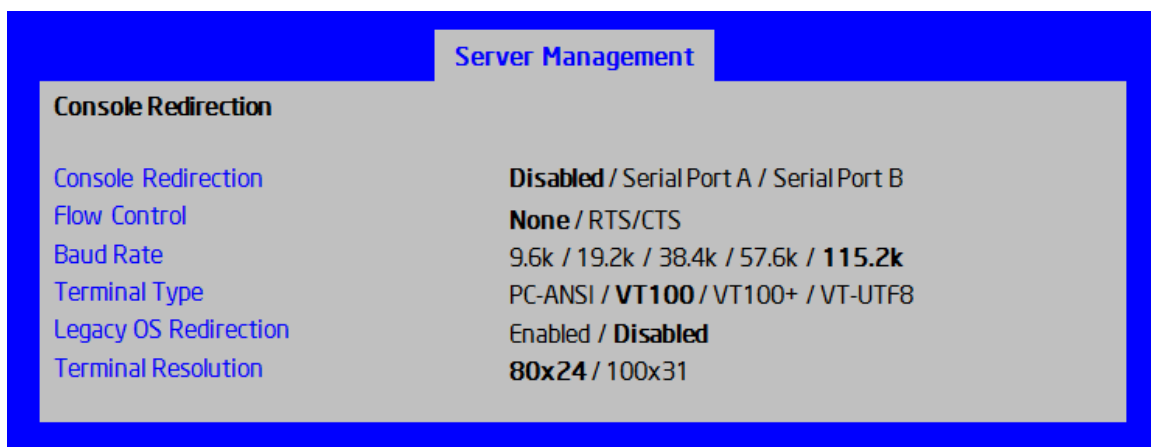 Server Management
Console Redirection
Console Redirection Disabled / Serial Port A / Serial Port B
Flow Control None / RTS/CTS
Baud Rate 9.6k / 19.2k / 38.4k / 57.6k / 115.2k
Terminal Type PC-ANSI / VT100 / VT100+ / VT-UTF8
Legacy OS Redirection Enabled / Disabled
Terminal Resolution 80x24 / 100x31